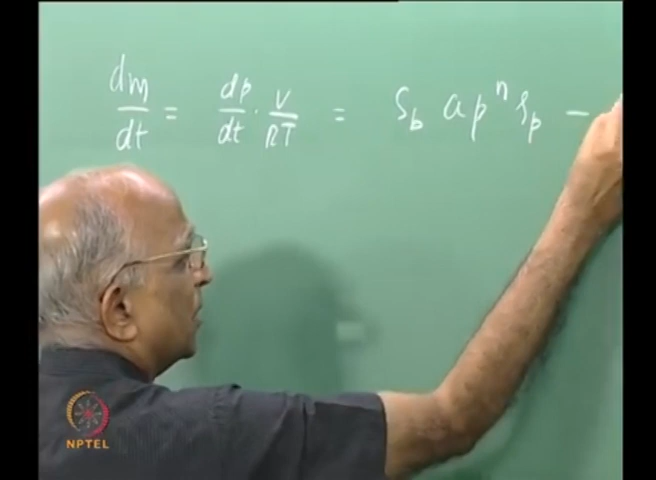 dm/dt = dp/dt · V/RT = S_b a p^n ρ_p −
NPTEL